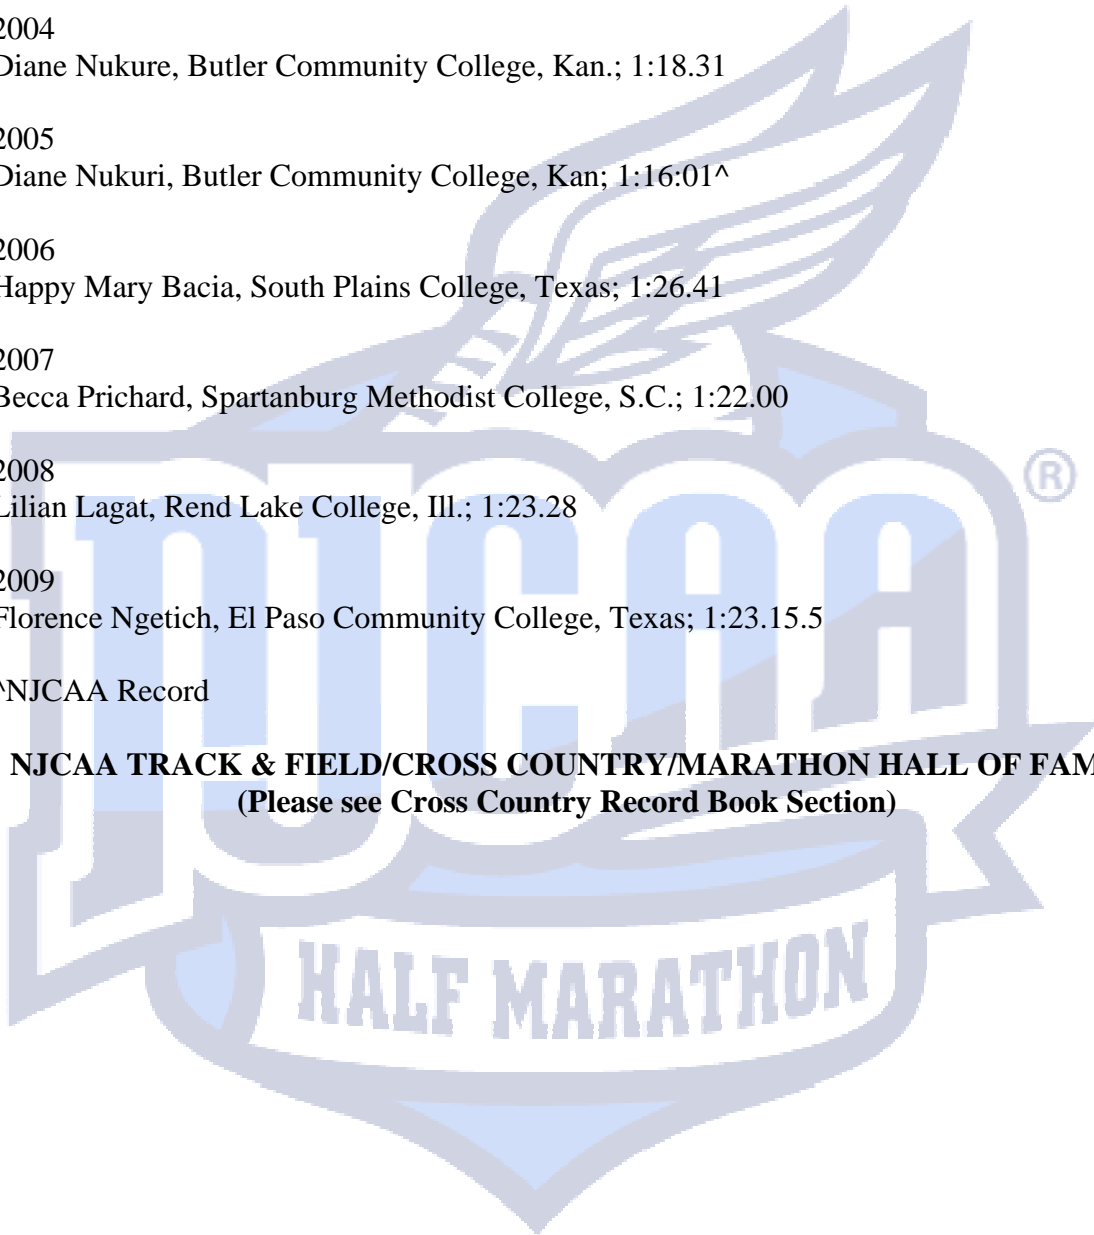 2004
Diane Nukure, Butler Community College, Kan.; 1:18.31
2005
Diane Nukuri, Butler Community College, Kan; 1:16:01^
2006
Happy Mary Bacia, South Plains College, Texas; 1:26.41
2007
Becca Prichard, Spartanburg Methodist College, S.C.; 1:22.00
2008
Lilian Lagat, Rend Lake College, Ill.; 1:23.28
2009
Florence Ngetich, El Paso Community College, Texas; 1:23.15.5
^NJCAA Record
NJCAA TRACK & FIELD/CROSS COUNTRY/MARATHON HALL OF FAM
(Please see Cross Country Record Book Section)
NJCAA ®
HALF MARATHON